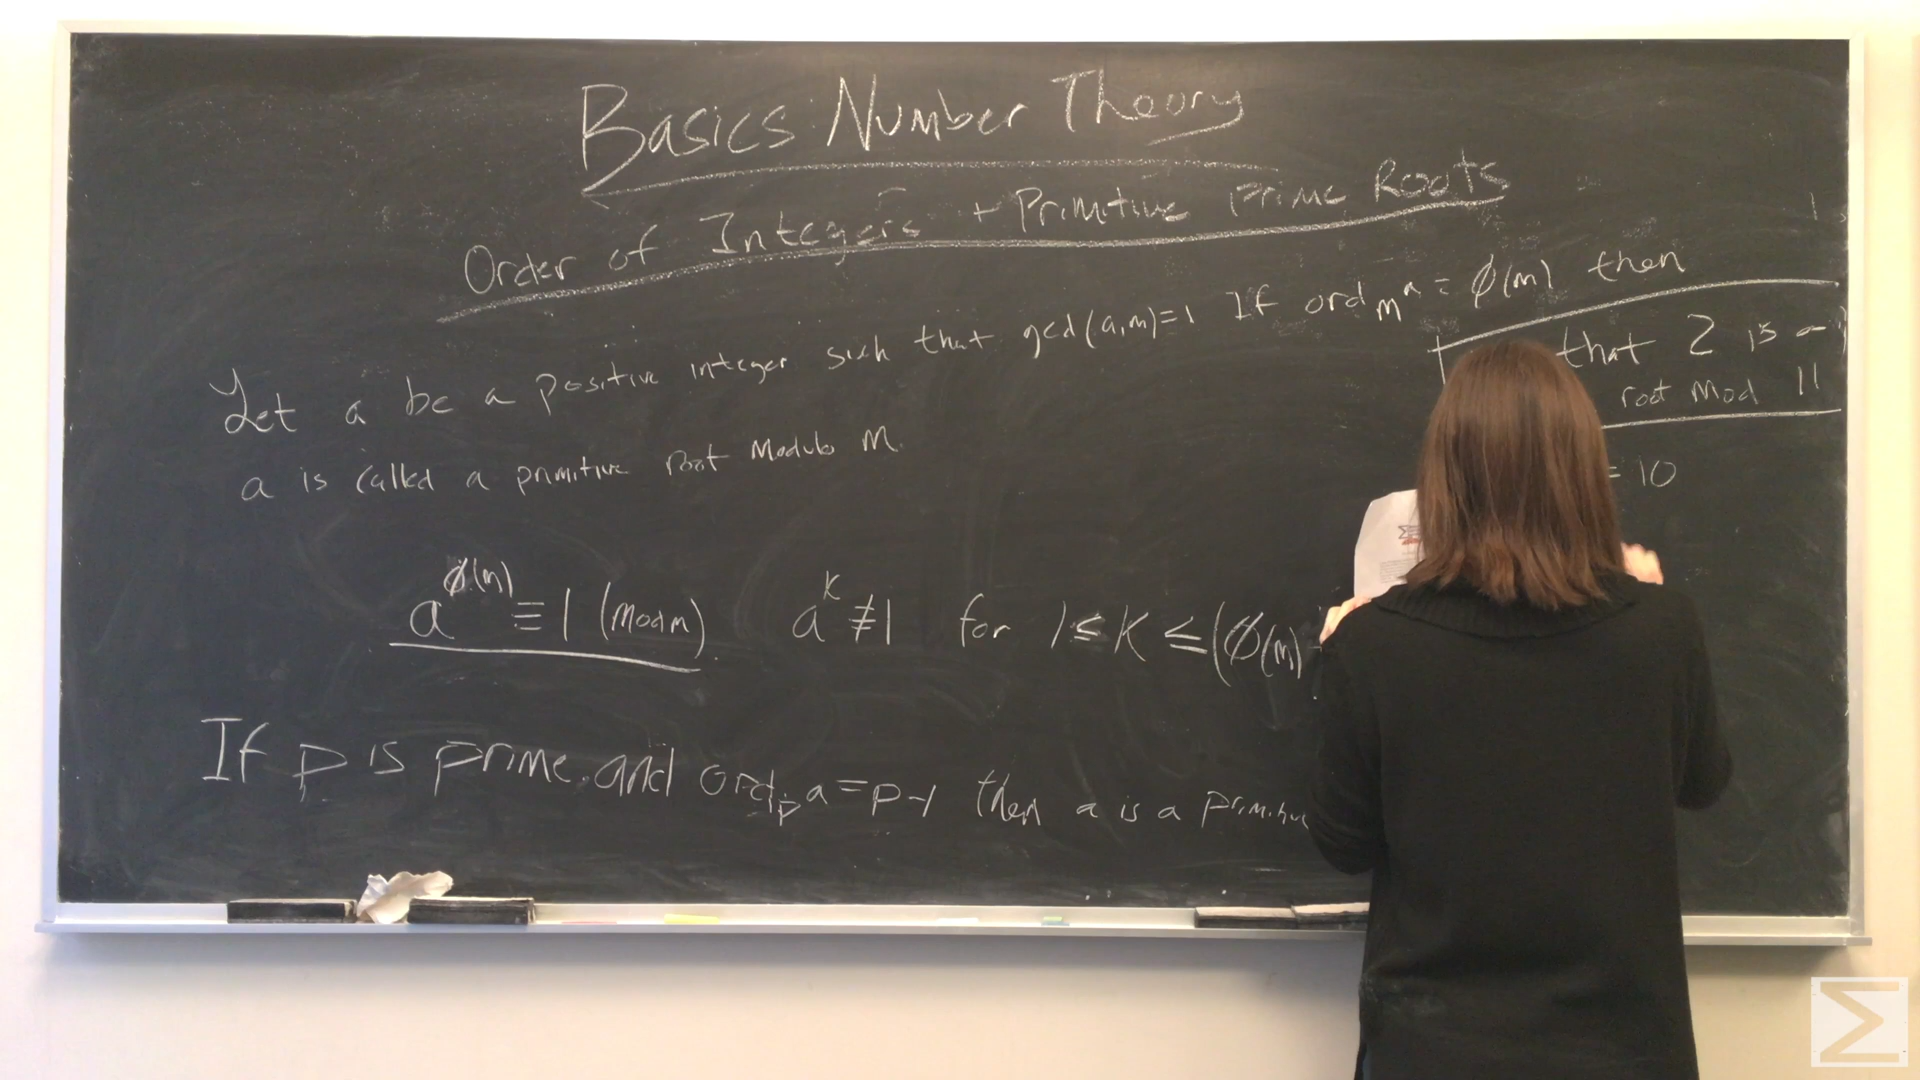 Basics Number Theory
Order of Integers + Primitive Prime Roots
Let a be a positive integer such that gcd(a,m)=1 If ord_m a = ϕ(m) then
a is called a primitive root modulo m.
that 2 is a
root mod 11
= 10
a^ϕ(m) ≡ 1 (mod m). a^k ≢ 1 for 1 ≤ K ≤ (ϕ(m)
If p is prime and ord_p a = p-1 then a is a primitive
Σ